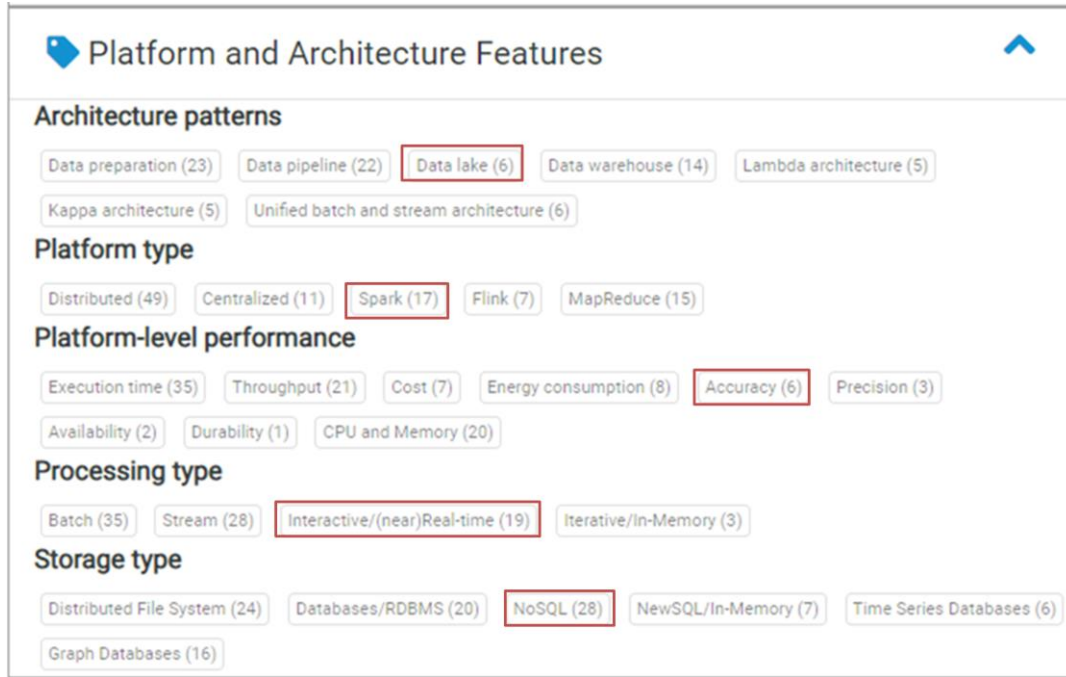 Platform and Architecture Features
Architecture patterns
Data preparation (23) Data pipeline (22) Data lake (6) Data warehouse (14) Lambda architecture (5)
Kappa architecture (5) Unified batch and stream architecture (6)
Platform type
Distributed (49) Centralized (11) Spark (17) Flink (7) MapReduce (15)
Platform-level performance
Execution time (35) Throughput (21) Cost (7) Energy consumption (8) Accuracy (6) Precision (3)
Availability (2) Durability (1) CPU and Memory (20)
Processing type
Batch (35) Stream (28) Interactive/(near)Real-time (19) Iterative/In-Memory (3)
Storage type
Distributed File System (24) Databases/RDBMS (20) NoSQL (28) NewSQL/In-Memory (7) Time Series Databases (6)
Graph Databases (16)